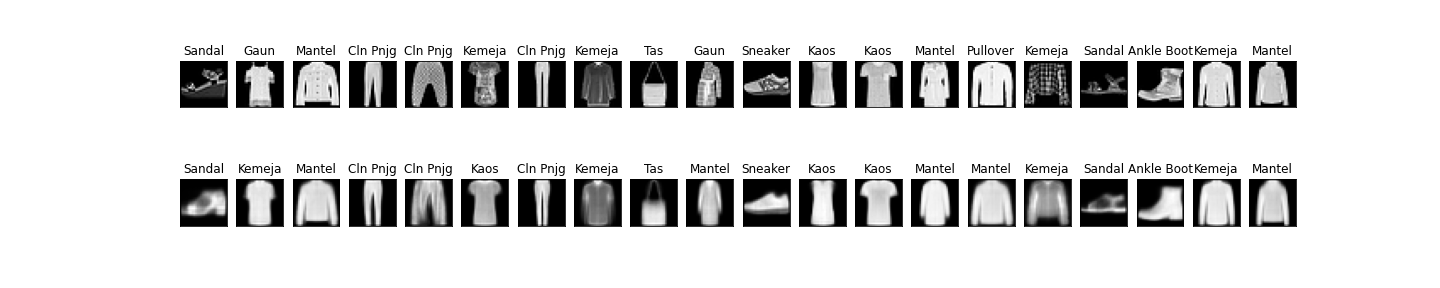 Sandal Gaun Mantel Cln Pnjg Cln Pnjg Kemeja Cln Pnjg Kemeja Tas Gaun Sneaker Kaos Kaos Mantel Pullover Kemeja Sandal Ankle Boot Kemeja Mantel
Sandal Kemeja Mantel Cln Pnjg Cln Pnjg Kaos Cln Pnjg Kemeja Tas Mantel Sneaker Kaos Kaos Mantel Mantel Kemeja Sandal Ankle Boot Kemeja Mantel